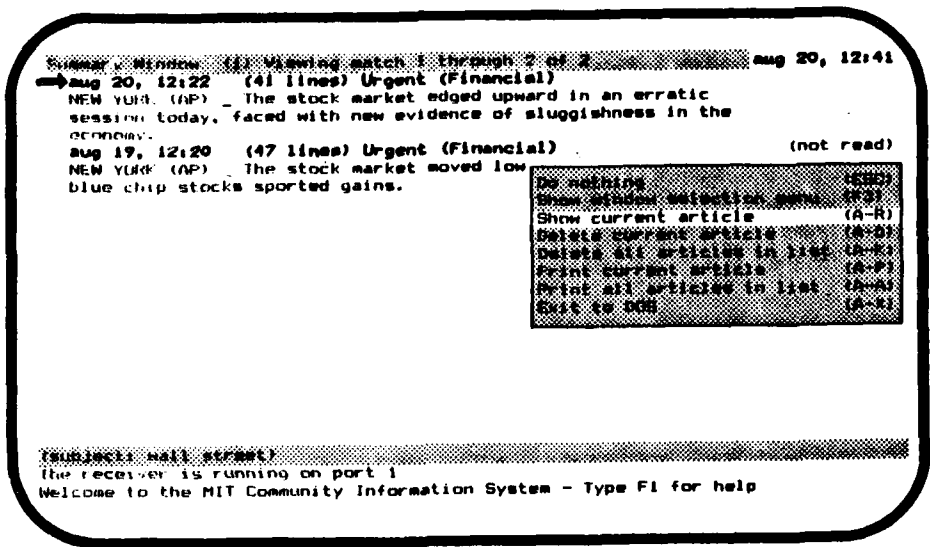 Summary Window (1) Viewing match 1 through 2 of 2 aug 20, 12:41
aug 20, 12:22 (41 lines) Urgent (Financial)
NEW YORK (AP) _ The stock market edged upward in an erratic
session today, faced with new evidence of sluggishness in the
economy.
aug 19, 12:20 (47 lines) Urgent (Financial) (not read)
NEW YORK (AP) _ The stock market moved low
blue chip stocks sported gains.
Do nothing (ESC)
Show window selection menu (F3)
Show current article (A-R)
Delete current article (A-D)
Delete all articles in list (A-K)
Print current article (A-P)
Print all articles in list (A-A)
Exit to DOS (A-X)
(subject: wall street)
The receiver is running on port 1
Welcome to the MIT Community Information System - Type F1 for help